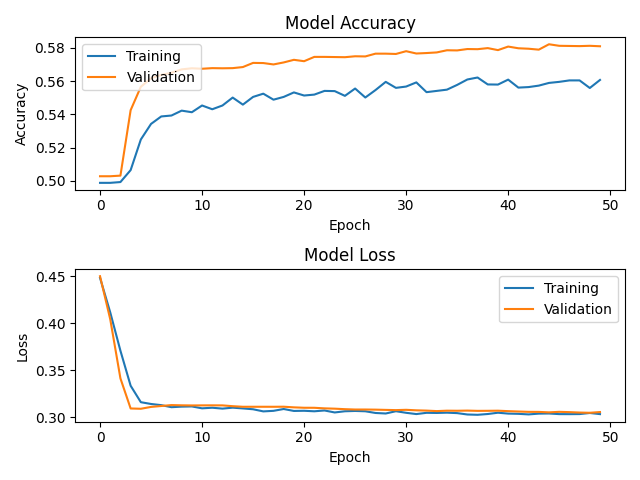 Model Accuracy
Accuracy
0.58
0.56
0.54
0.52
0.50
Training
Validation
0 10 20 30 40 50
Epoch
Model Loss
Loss
0.45
0.40
0.35
0.30
Training
Validation
0 10 20 30 40 50
Epoch